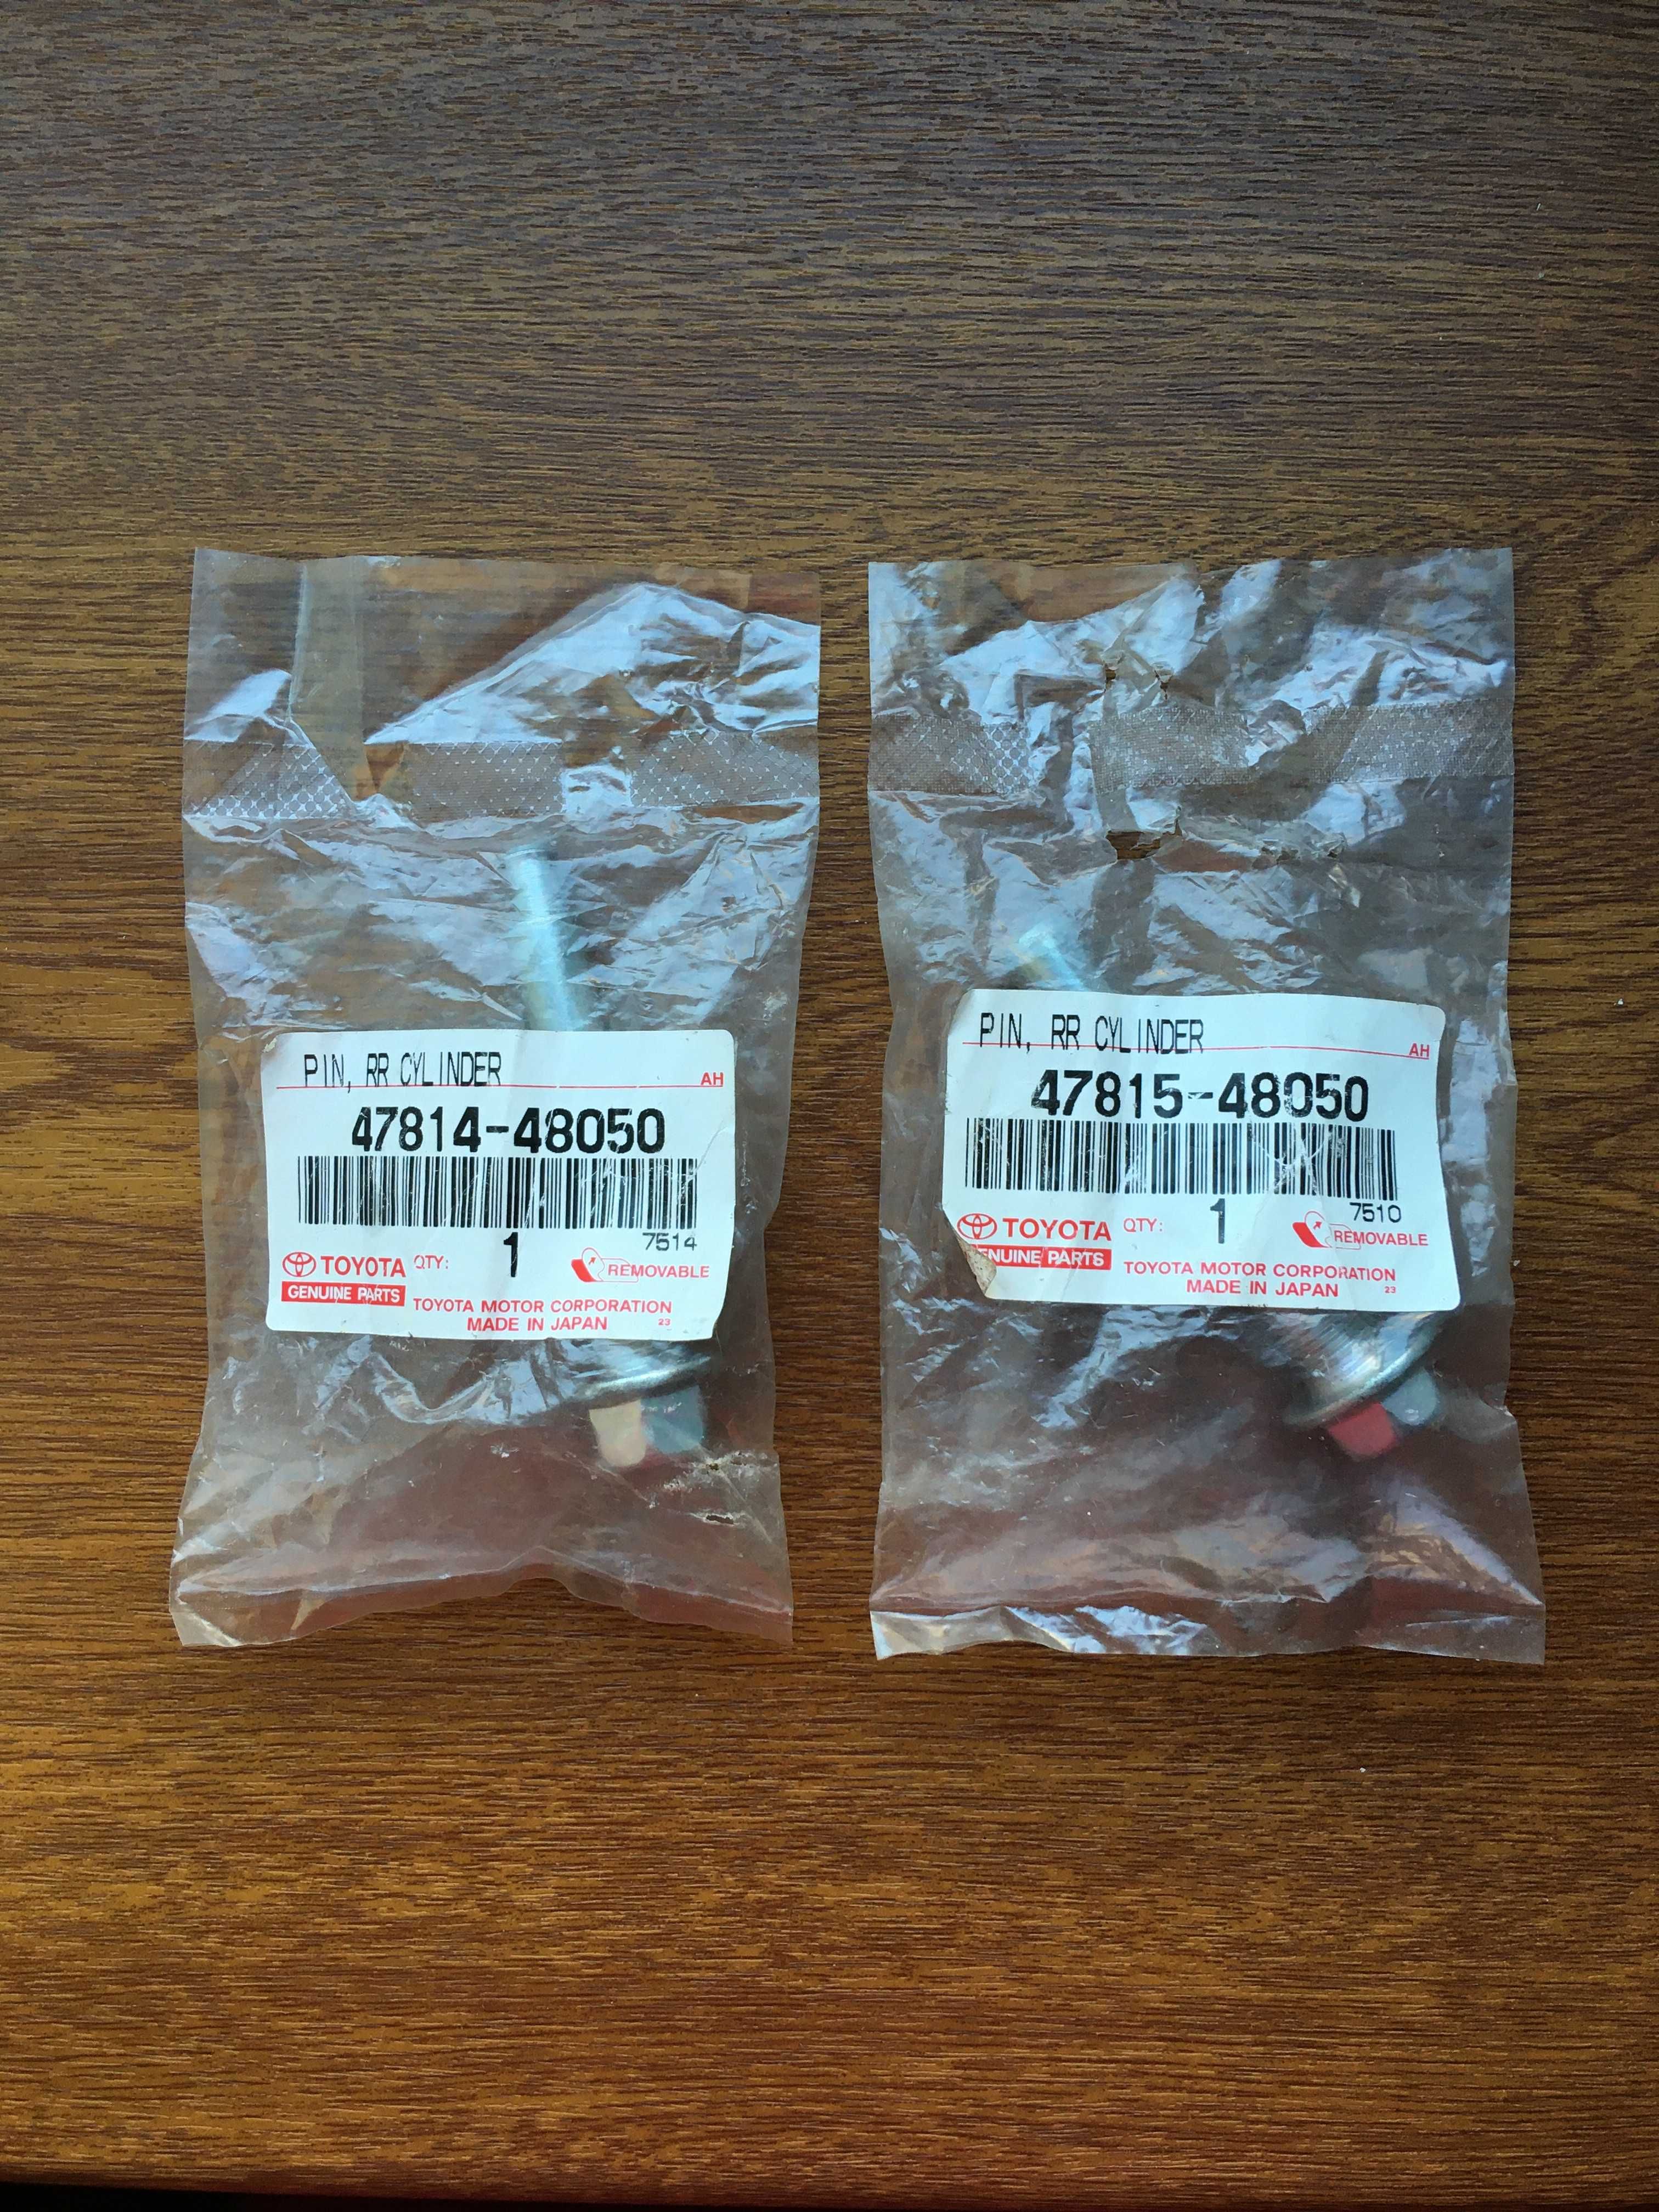 PIN, RR CYLINDER
AH
47814-48050
1
7514
TOYOTA
QTY:
REMOVABLE
GENUINE PARTS
TOYOTA MOTOR CORPORATION
MADE IN JAPAN
23
PIN, RR CYLINDER
AH
47815-48050
1
7510
TOYOTA
QTY:
REMOVABLE
GENUINE PARTS
TOYOTA MOTOR CORPORATION
MADE IN JAPAN
23